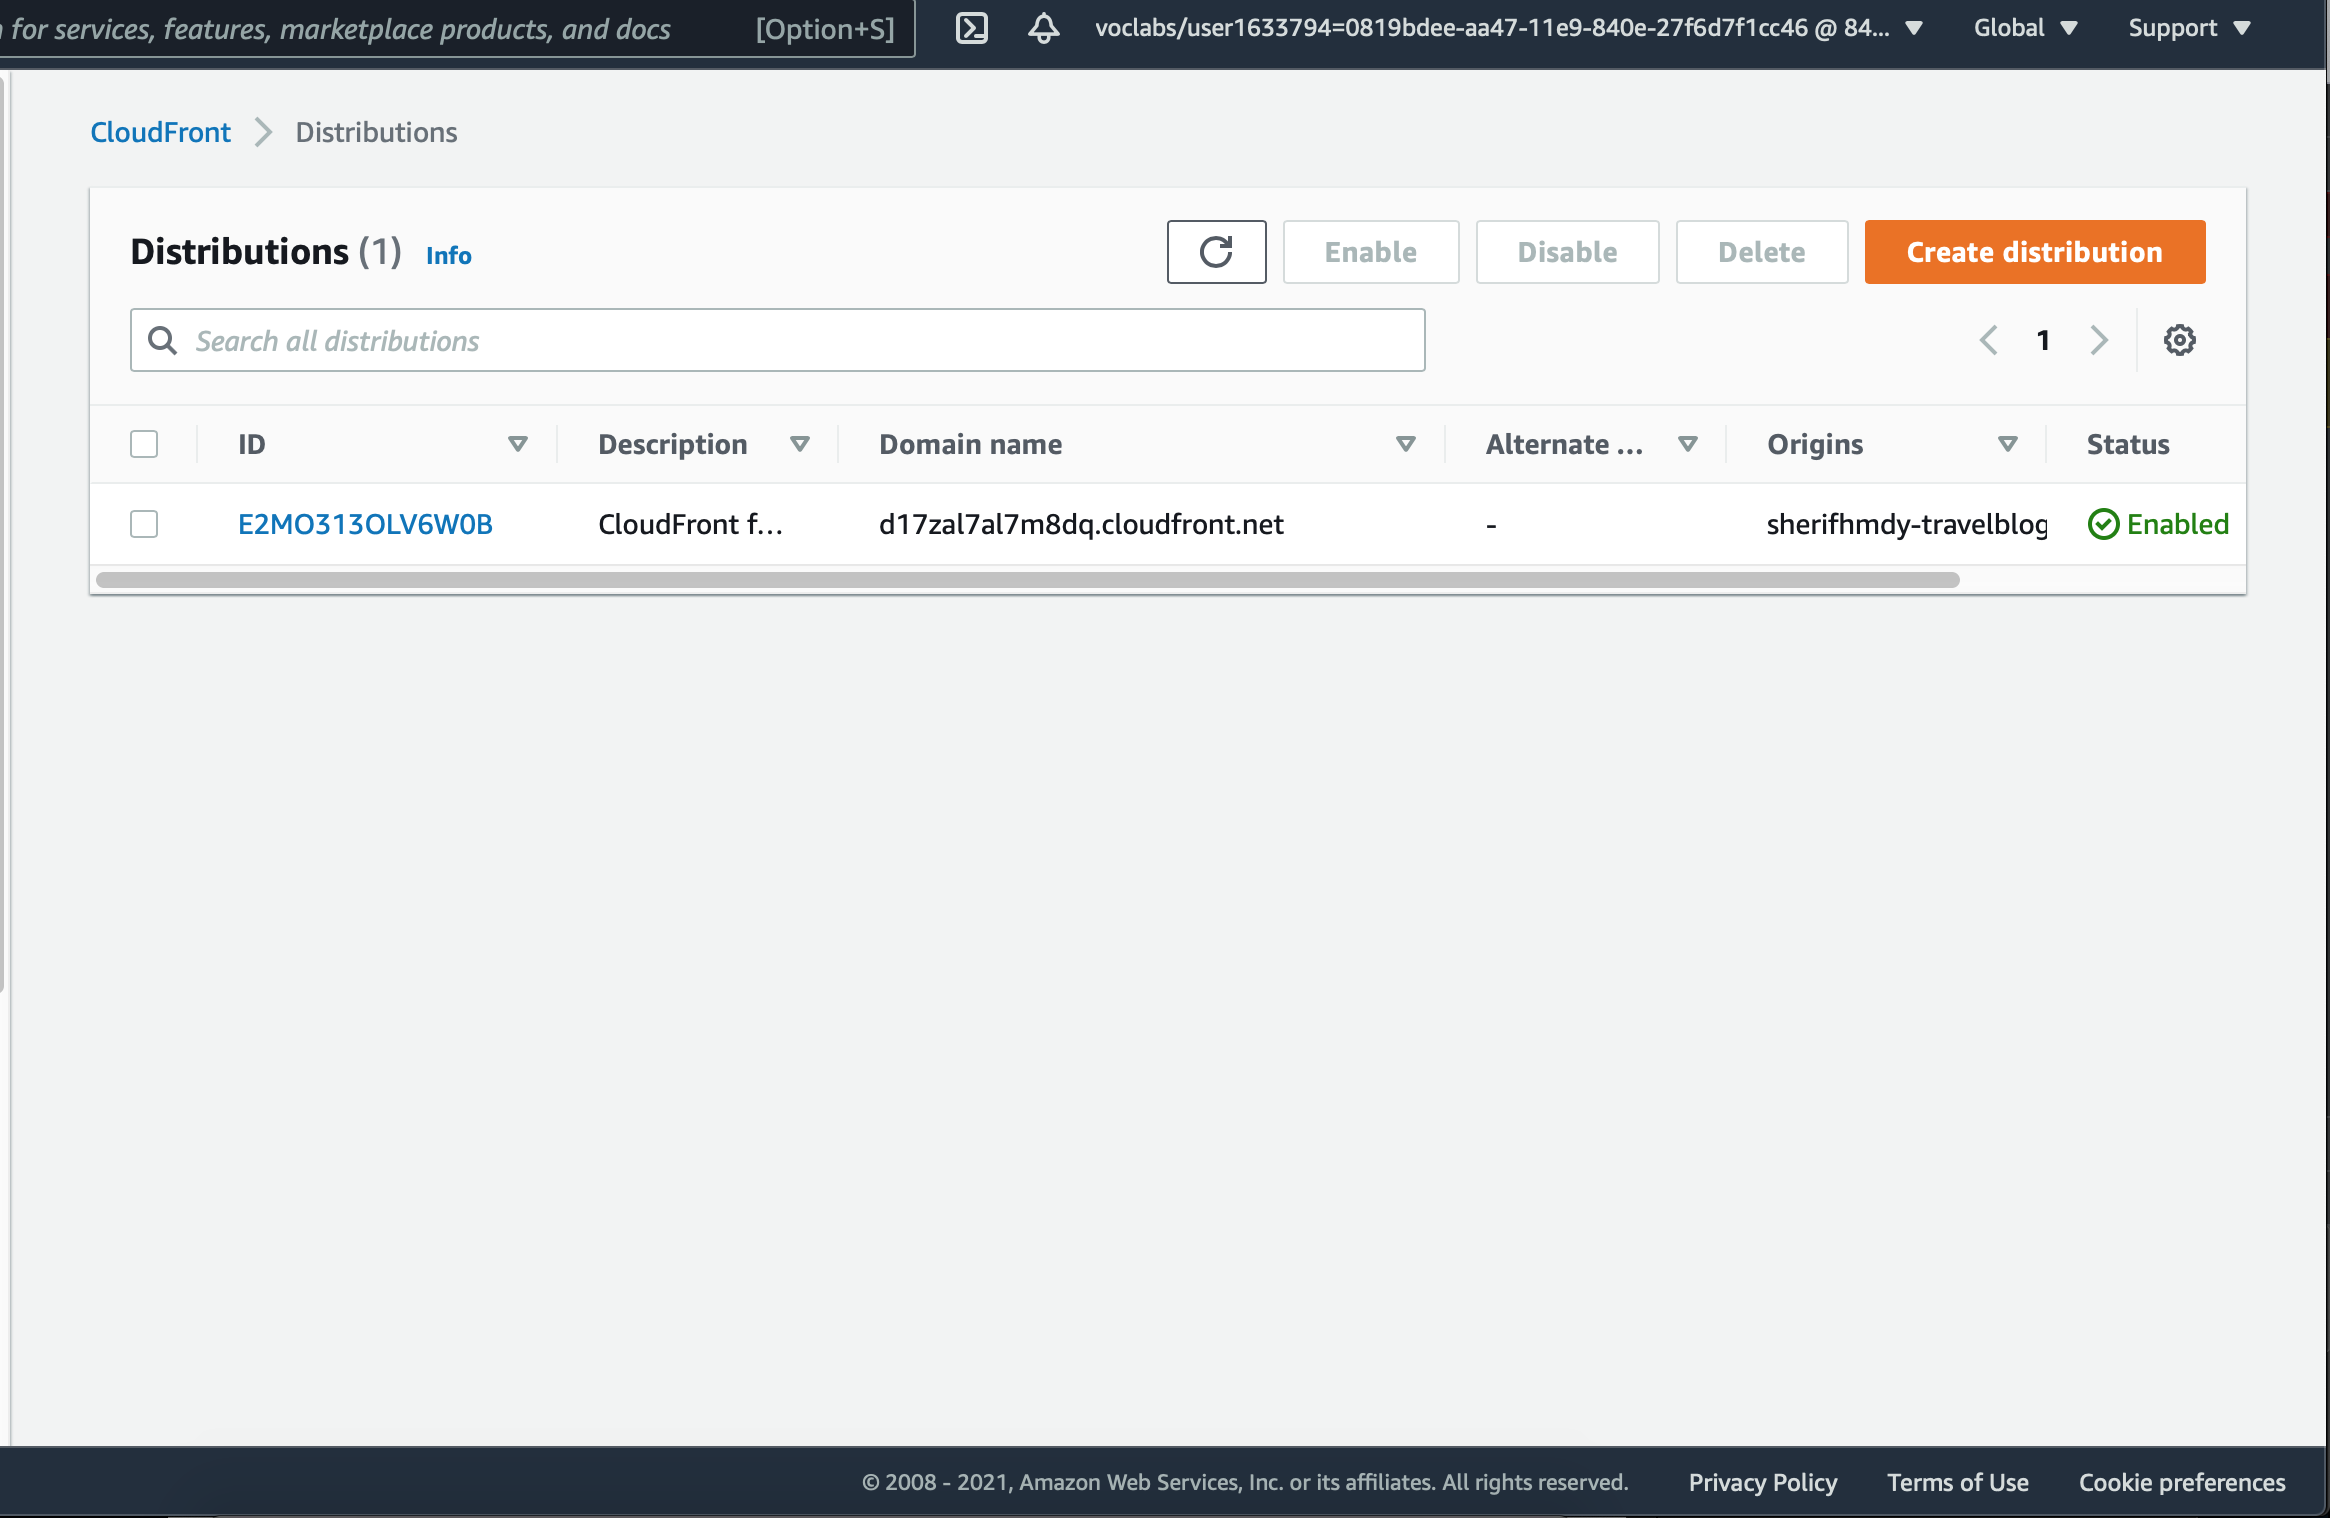 for services, features, marketplace products, and docs [Option+S] voclabs/user1633794=0819bdee-aa47-11e9-840e-27f6d7f1cc46 @ 84... Global Support
CloudFront Distributions
Distributions (1) Info Enable Disable Delete Create distribution
Search all distributions 1
ID Description Domain name Alternate ... Origins Status
E2MO313OLV6W0B CloudFront f... d17zal7al7m8dq.cloudfront.net - sherifhmdy-travelblog Enabled
© 2008 - 2021, Amazon Web Services, Inc. or its affiliates. All rights reserved. Privacy Policy Terms of Use Cookie preferences